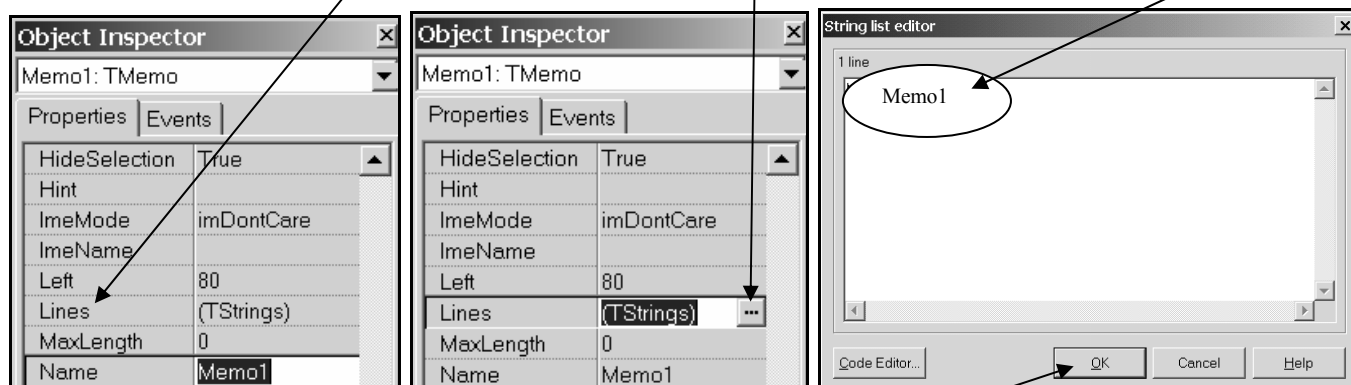 Object Inspector
Memo1: TMemo
Properties Events
HideSelection True
Hint
ImeMode imDontCare
ImeName
Left 80
Lines (TStrings)
MaxLength 0
Name Memo1
Object Inspector
Memo1: TMemo
Properties Events
HideSelection True
Hint
ImeMode imDontCare
ImeName
Left 80
Lines (TStrings) ...
MaxLength 0
Name Memo1
String list editor
1 line
Memo1
Code Editor... OK Cancel Help